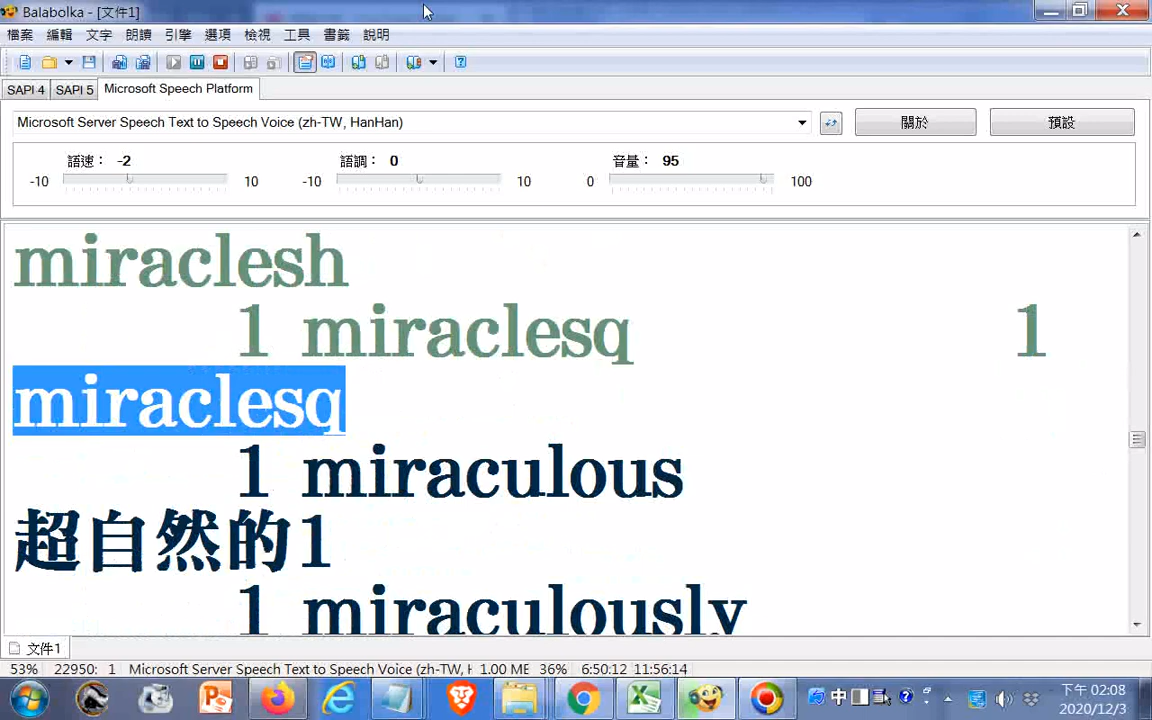 Balabolka - [文件1]
檔案 編輯 文字 朗讀 引擎 選項 檢視 工具 書籤 說明
SAPI 4 SAPI 5 Microsoft Speech Platform
Microsoft Server Speech Text to Speech Voice (zh-TW, HanHan) 關於 預設
語速： -2 語調： 0 音量： 95
-10 10 -10 10 0 100
miraclesh
1 miraclesq 1
miraclesq
1 miraculous
超自然的1
1 miraculously
文件1
53% 22950: 1 Microsoft Server Speech Text to Speech Voice (zh-TW, H 1.00 ME 36% 6:50:12 11:56:14
中 下午 02:08
2020/12/3